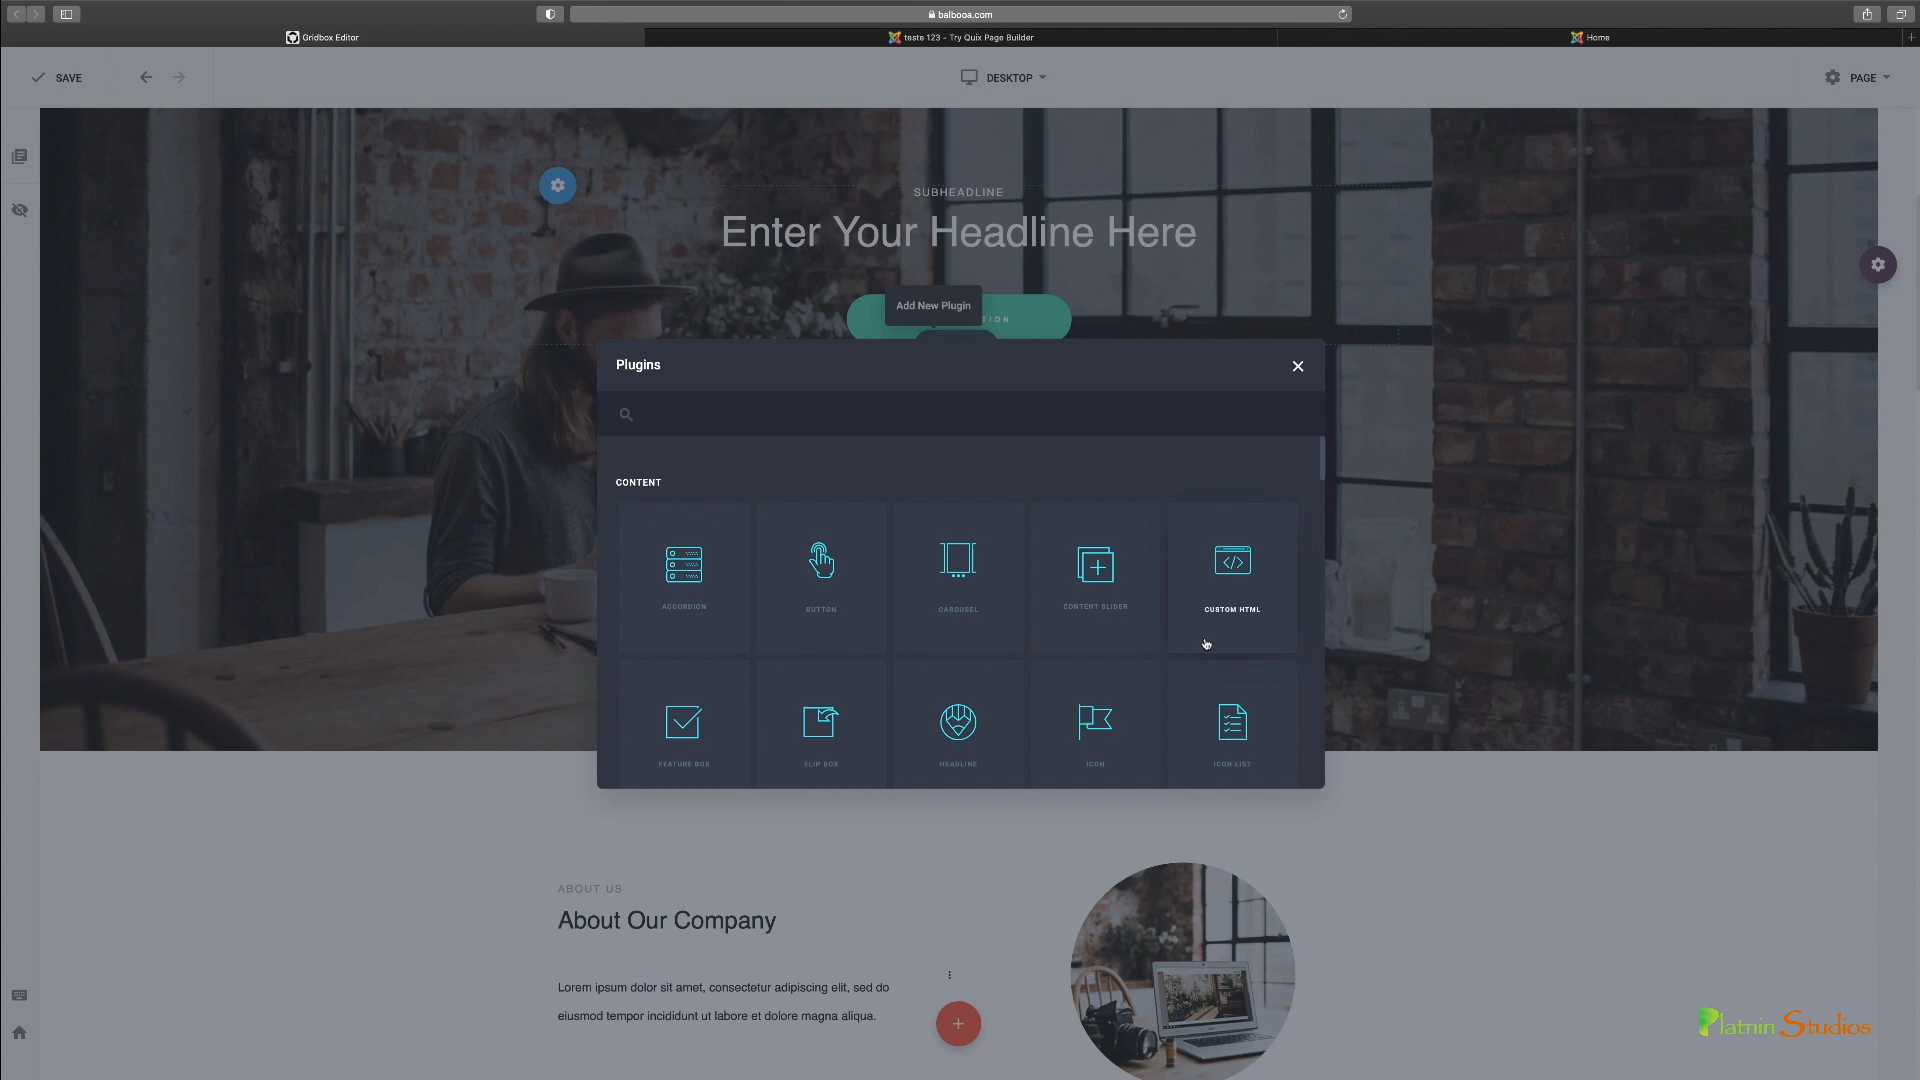 balbooa.com
Gridbox Editor
teste 123 - Try Quix Page Builder
Home
SAVE
DESKTOP
PAGE
SUBHEADLINE
Enter Your Headline Here
Add New Plugin
TION
Plugins
CONTENT
ACCORDION
BUTTON
CAROUSEL
CONTENT SLIDER
CUSTOM HTML
FEATURE BOX
FLIP BOX
HEADLINE
ICON
ICON LIST
ABOUT US
About Our Company
Lorem ipsum dolor sit amet, consectetur adipiscing elit, sed do
eiusmod tempor incididunt ut labore et dolore magna aliqua.
Platnin Studios